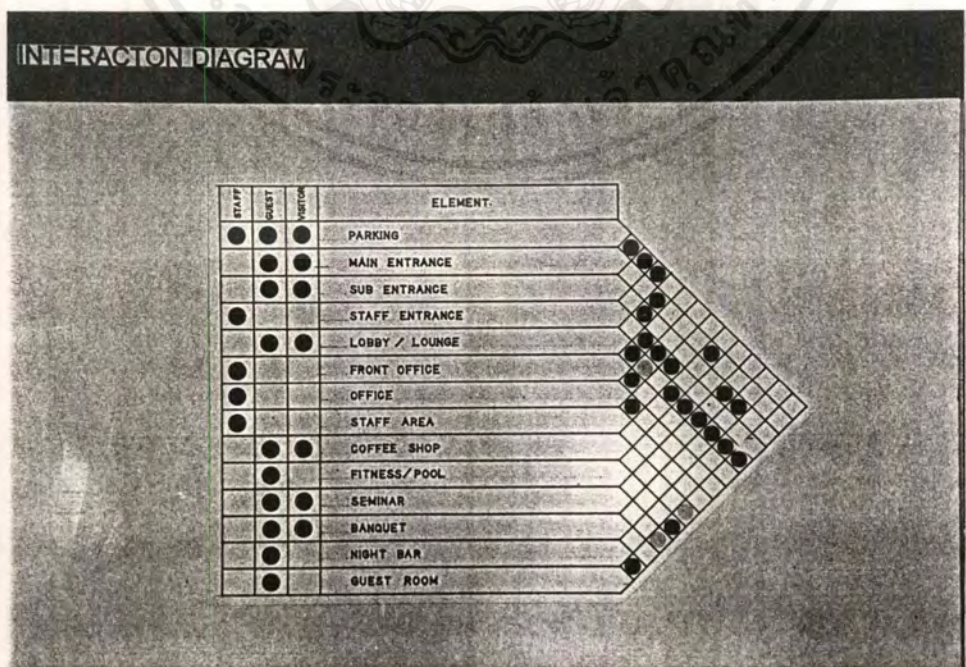 INTERACTON DIAGRAM
STAFF GUEST VISITOR ELEMENT.
PARKING
MAIN ENTRANCE
SUB ENTRANCE
STAFF ENTRANCE
LOBBY / LOUNGE
FRONT OFFICE
OFFICE
STAFF AREA
COFFEE SHOP
FITNESS/POOL
SEMINAR
BANQUET
NIGHT BAR
GUEST ROOM